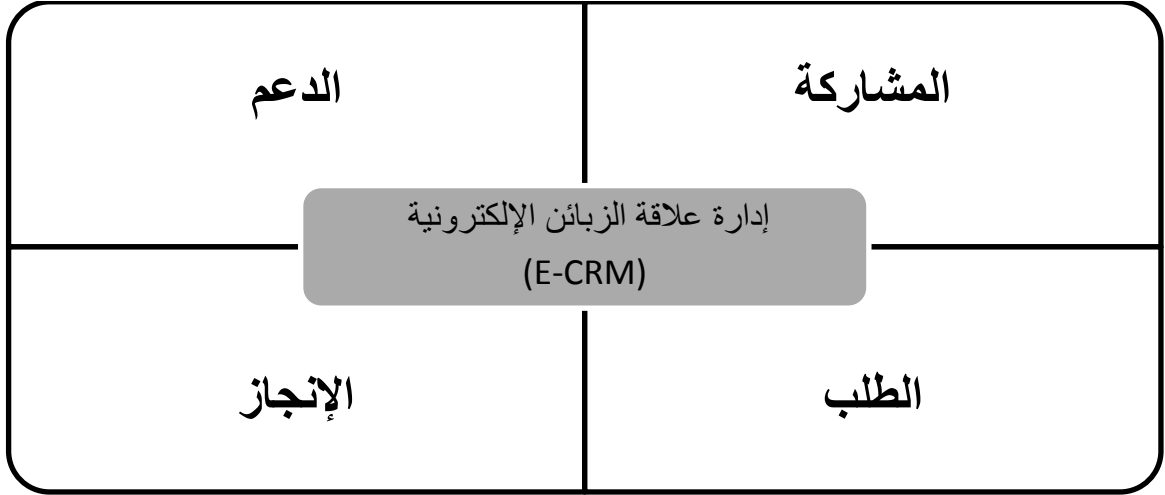 المشاركة
الدعم
إدارة علاقة الزبائن الإلكترونية
(E-CRM)
الطلب
الإنجاز